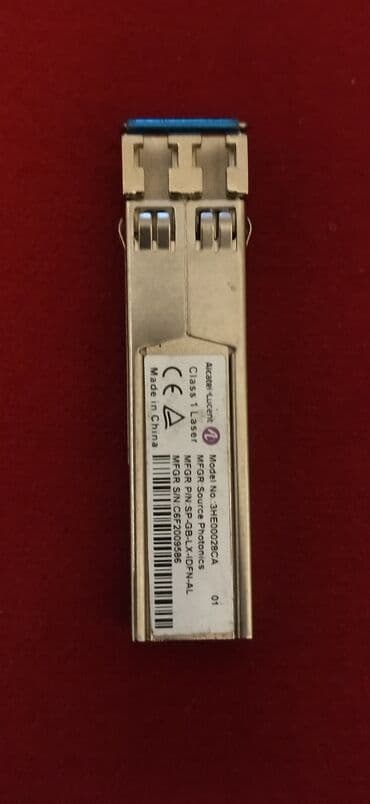 Alcatel·Lucent
Class 1 Laser
CE
Made in China
Model No. 3HE00028CA 01
MFGR Source Photonics
MFGR P/N:SP-GB-LX-IDFN-AL
MFGR S/N:C6F2009586